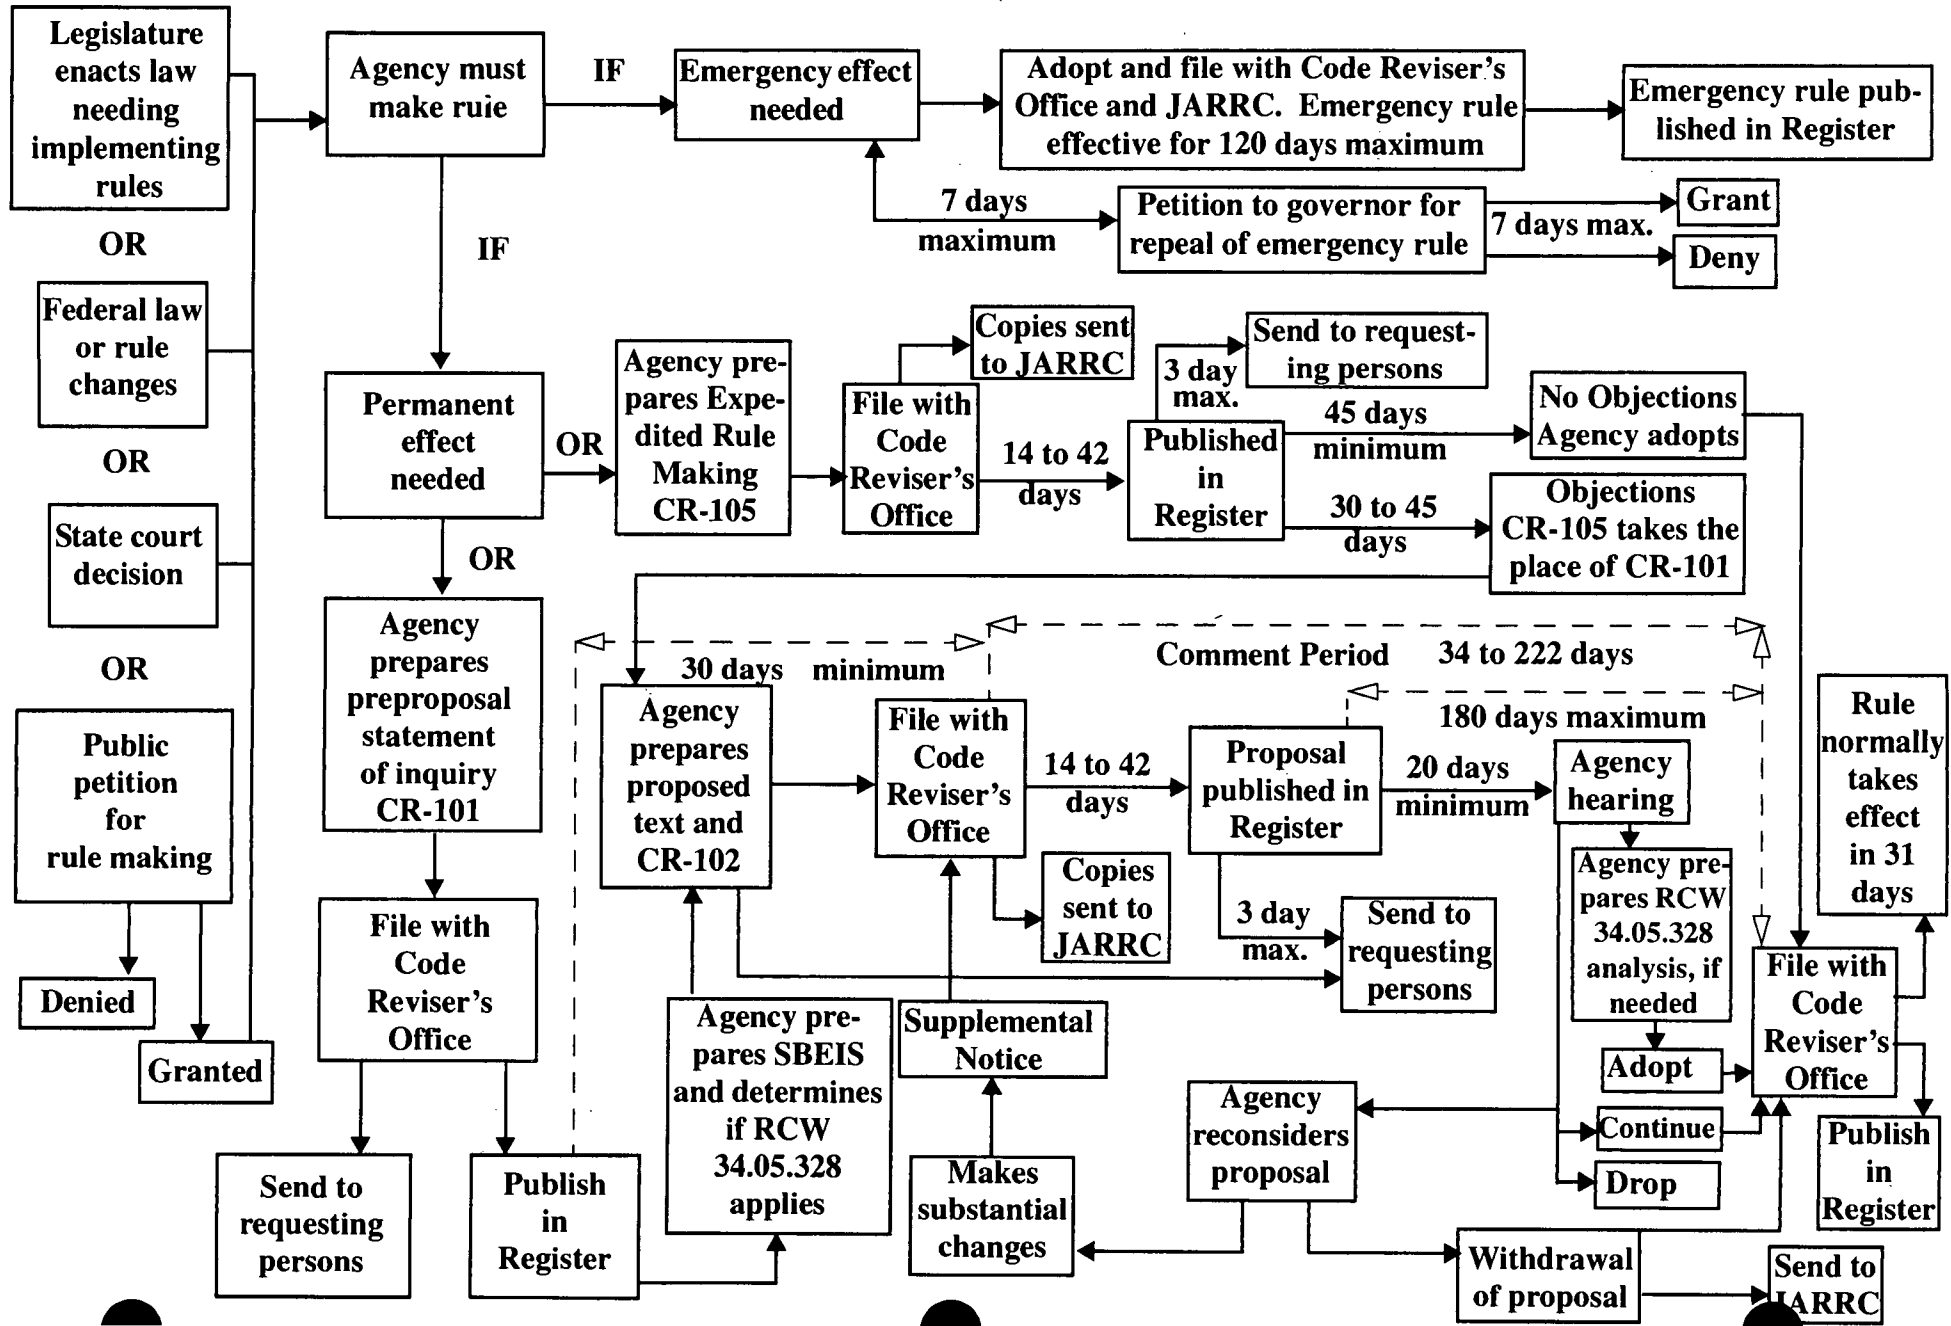 Legislature
enacts law
needing
implementing
rules
OR
Federal law
or rule
changes
OR
State court
decision
OR
Public
petition
for
rule making
Denied
Granted
Agency must
make rule
IF
Emergency effect
needed
Adopt and file with Code Reviser's
Office and JARRC. Emergency rule
effective for 120 days maximum
Emergency rule pub-
lished in Register
7 days
maximum
Petition to governor for
repeal of emergency rule
7 days max.
Grant
Deny
IF
Permanent
effect
needed
OR
Agency pre-
pares Expe-
dited Rule
Making
CR-105
File with
Code
Reviser's
Office
Copies sent
to JARRC
14 to 42
days
Published
in
Register
3 day
max.
Send to request-
ing persons
45 days
minimum
No Objections
Agency adopts
30 to 45
days
Objections
CR-105 takes the
place of CR-101
OR
Agency
prepares
preproposal
statement
of inquiry
CR-101
File with
Code
Reviser's
Office
Send to
requesting
persons
Publish
in
Register
30 days minimum
Agency
prepares
proposed
text and
CR-102
Agency pre-
pares SBEIS
and determines
if RCW
34.05.328
applies
File with
Code
Reviser's
Office
Copies
sent to
JARRC
Supplemental
Notice
Makes
substantial
changes
14 to 42
days
Comment Period 34 to 222 days
180 days maximum
Proposal
published in
Register
3 day
max.
Send to
requesting
persons
20 days
minimum
Agency
hearing
Agency pre-
pares RCW
34.05.328
analysis, if
needed
Adopt
Continue
Drop
Agency
reconsiders
proposal
Withdrawal
of proposal
Send to
JARRC
File with
Code
Reviser's
Office
Rule
normally
takes
effect
in 31
days
Publish
in
Register